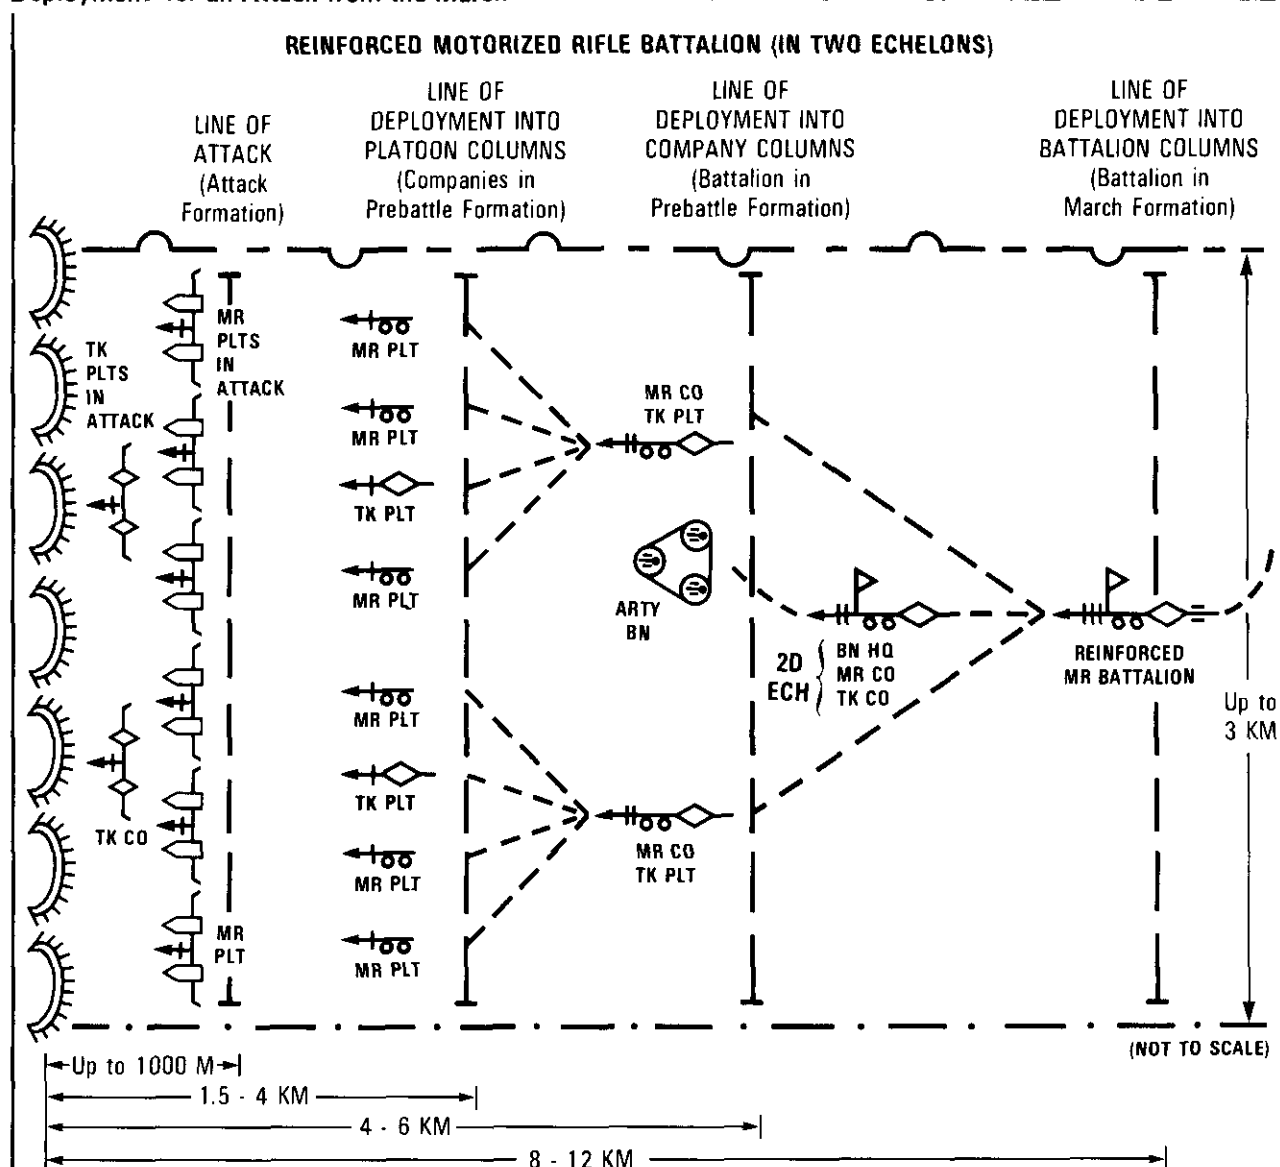 REINFORCED MOTORIZED RIFLE BATTALION (IN TWO ECHELONS)
LINE OF
ATTACK
(Attack
Formation)
LINE OF
DEPLOYMENT INTO
PLATOON COLUMNS
(Companies in
Prebattle Formation)
LINE OF
DEPLOYMENT INTO
COMPANY COLUMNS
(Battalion in
Prebattle Formation)
LINE OF
DEPLOYMENT INTO
BATTALION COLUMNS
(Battalion in
March Formation)
TK
PLTS
IN
ATTACK
MR
PLTS
IN
ATTACK
MR PLT
MR PLT
TK PLT
MR PLT
MR PLT
TK PLT
MR PLT
MR PLT
TK CO
MR
PLT
MR CO
TK PLT
ARTY
BN
2D
ECH
BN HQ
MR CO
TK CO
MR CO
TK PLT
REINFORCED
MR BATTALION
Up to
3 KM
(NOT TO SCALE)
Up to 1000 M
1.5 - 4 KM
4 - 6 KM
8 - 12 KM